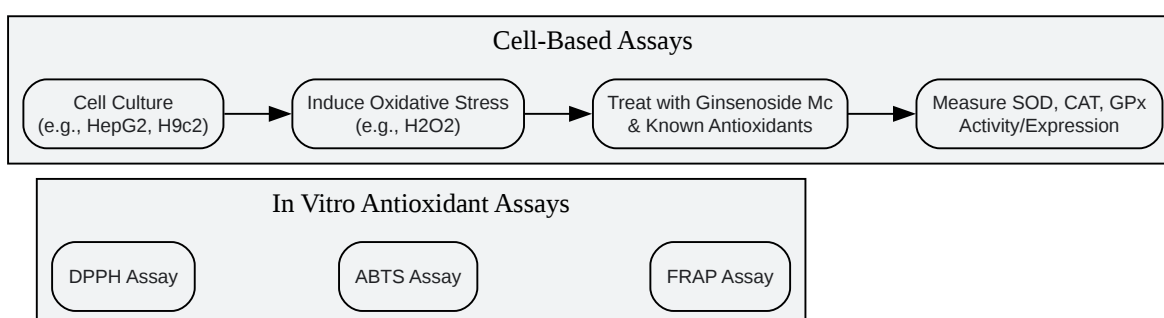 Cell-Based Assays
Cell Culture
(e.g., HepG2, H9c2)
Induce Oxidative Stress
(e.g., H2O2)
Treat with Ginsenoside Mc
& Known Antioxidants
Measure SOD, CAT, GPx
Activity/Expression
In Vitro Antioxidant Assays
DPPH Assay
ABTS Assay
FRAP Assay